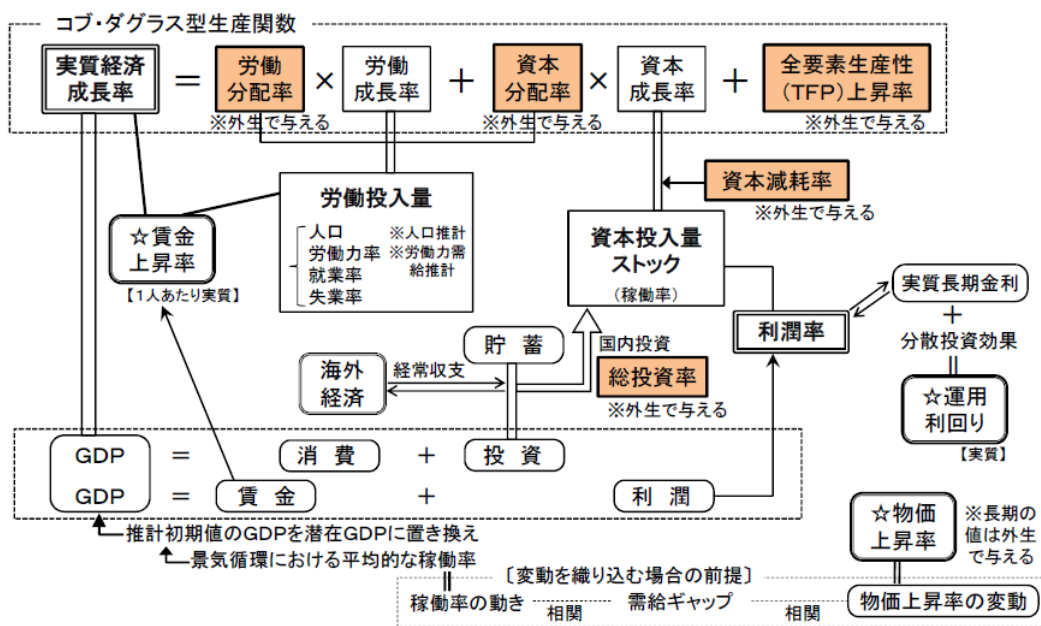 コブ・ダグラス型生産関数
実質経済
成長率
＝
労働
分配率
×
労働
成長率
＋
資本
分配率
×
資本
成長率
＋
全要素生産性
（TFP）上昇率
※外生で与える
※外生で与える
※外生で与える
労働投入量
人口
労働力率
就業率
失業率
※人口推計
※労働力需
給推計
資本減耗率
※外生で与える
☆賃金
上昇率
【1人あたり実質】
資本投入量
ストック
（稼働率）
実質長期金利
＋
分散投資効果
利潤率
☆運用
利回り
【実質】
貯 蓄
国内投資
海外
経済
経常収支
総投資率
※外生で与える
GDP ＝ 消 費 ＋ 投 資
GDP ＝ 賃 金 ＋ 利 潤
推計初期値のGDPを潜在GDPに置き換え
景気循環における平均的な稼働率
☆物価
上昇率
※長期の
値は外生
で与える
〔変動を織り込む場合の前提〕
稼働率の動き
相関
需給ギャップ
相関
物価上昇率の変動